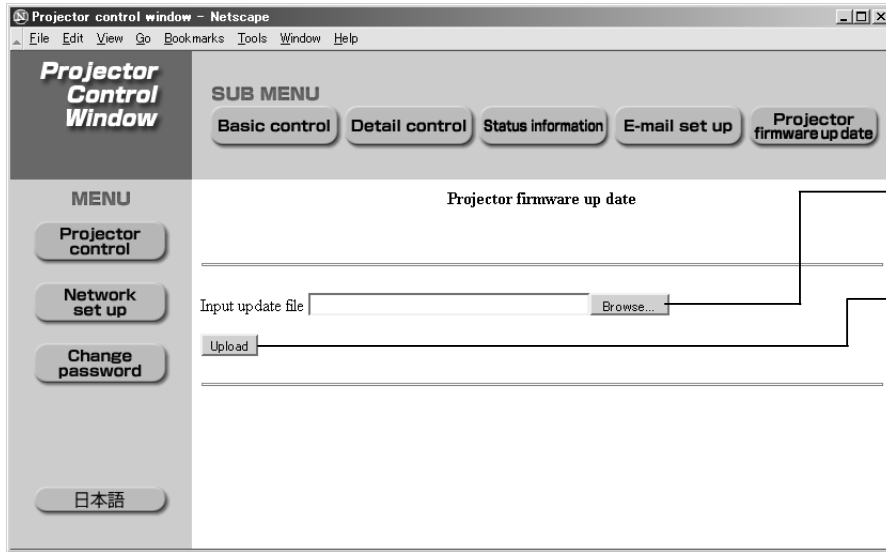 Projector control window - Netscape
File Edit View Go Bookmarks Tools Window Help
Projector
Control
Window
SUB MENU
Basic control
Detail control
Status information
E-mail set up
Projector
firmware up date
MENU
Projector
control
Network
set up
Change
password
日本語
Projector firmware up date
Input update file
Browse...
Upload